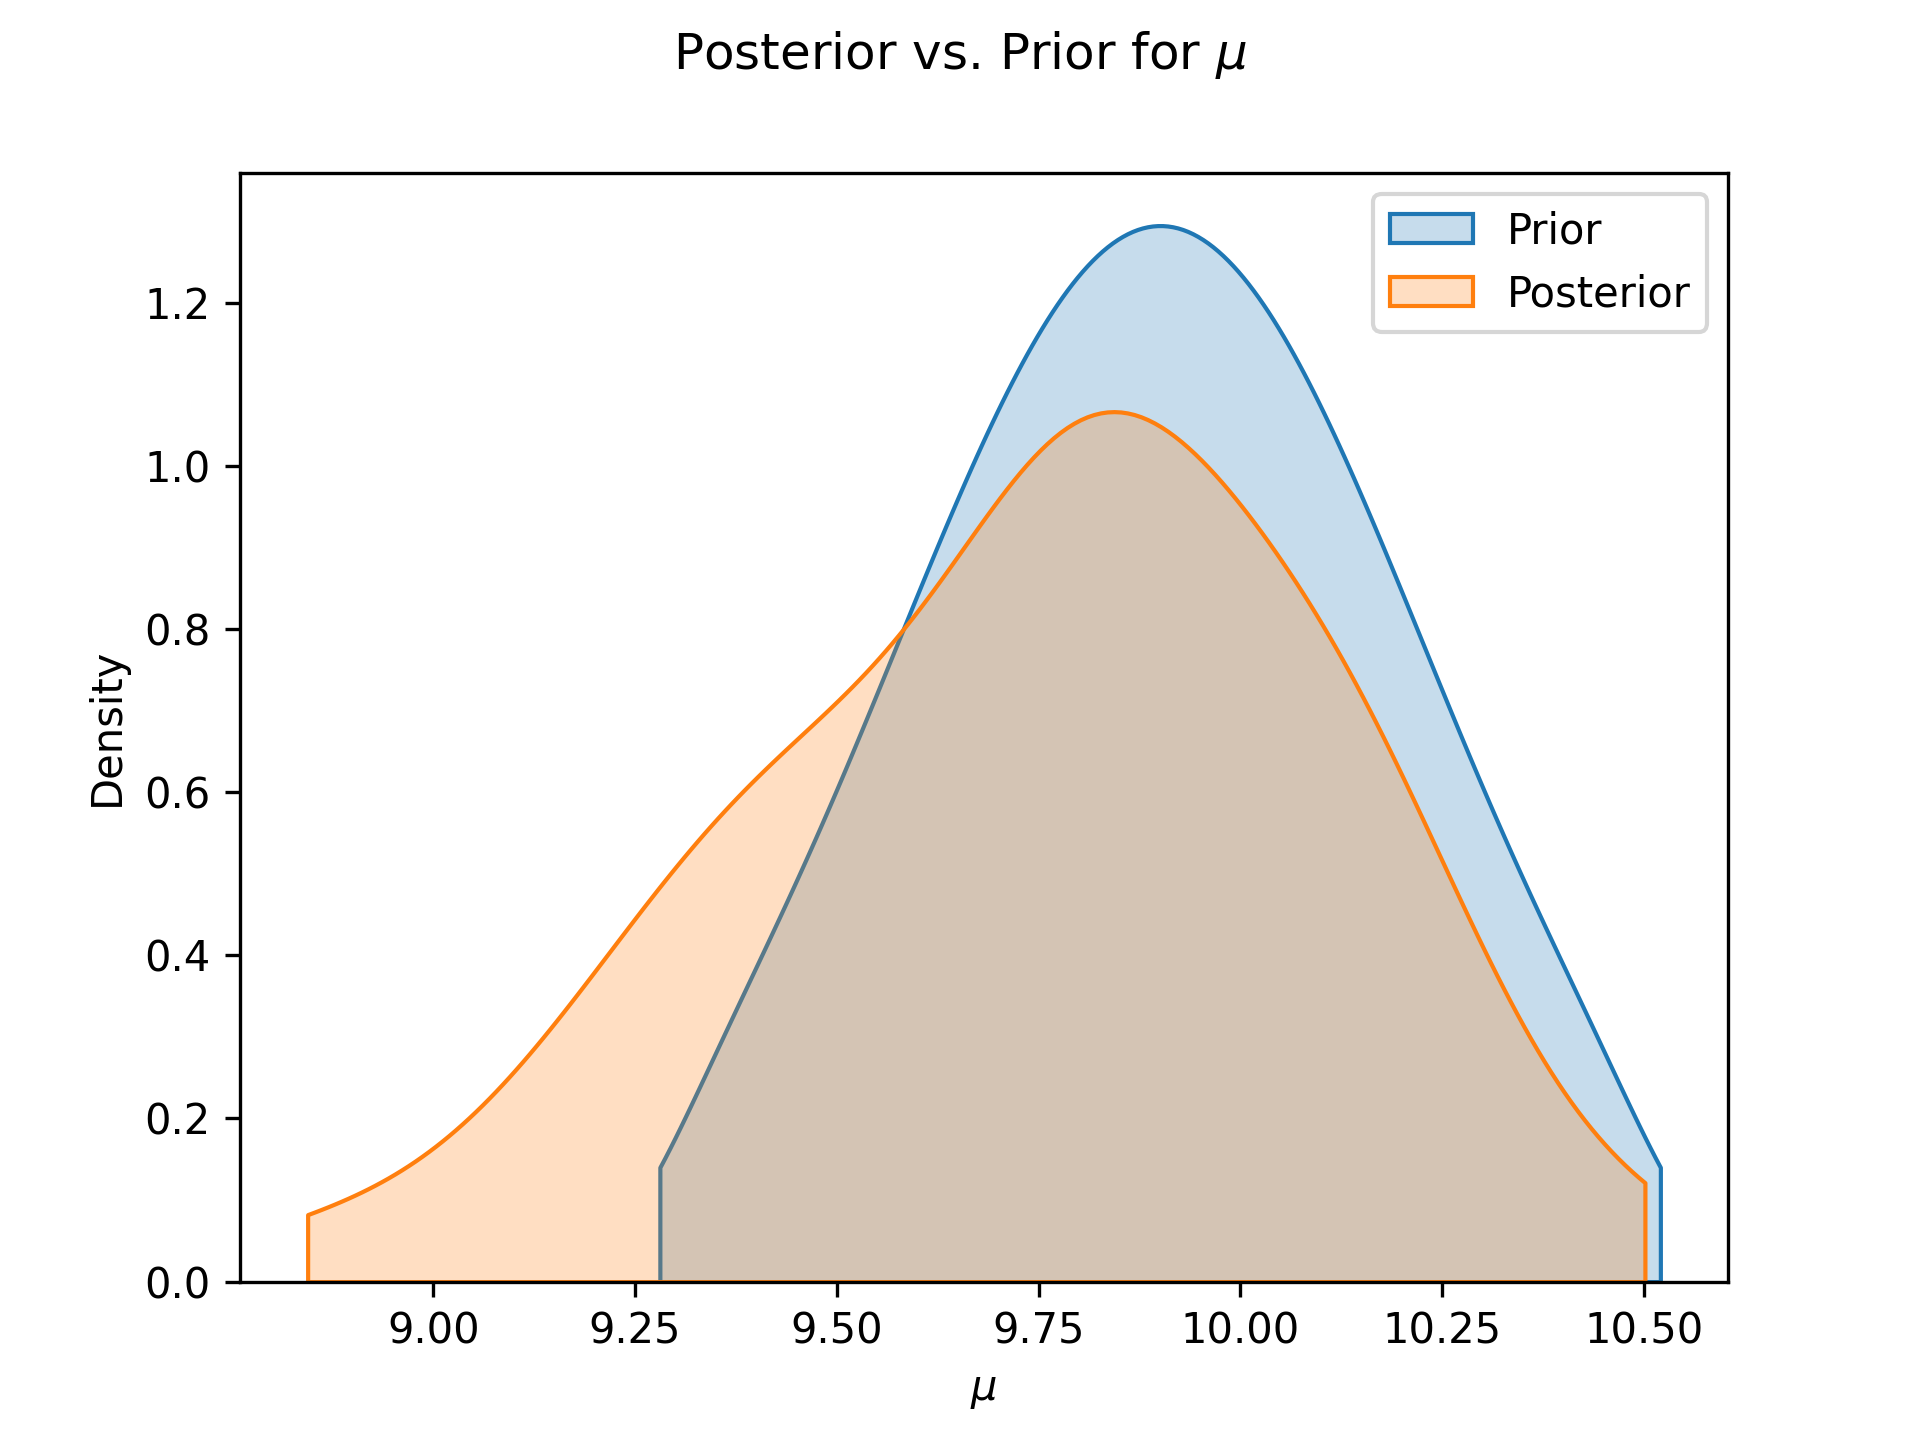 Posterior vs. Prior for μ
Prior
Posterior
Density
1.2
1.0
0.8
0.6
0.4
0.2
0.0
9.00 9.25 9.50 9.75 10.00 10.25 10.50
μ